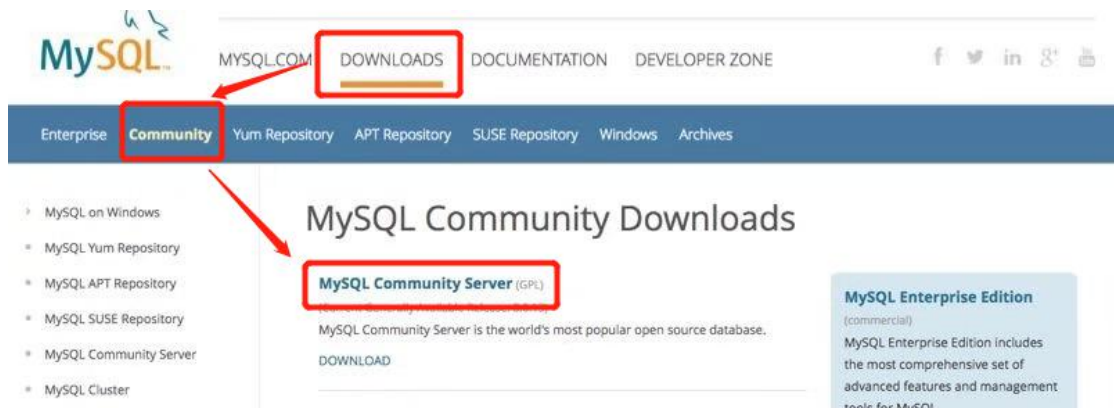 MySQL
MYSQL.COM DOWNLOADS DOCUMENTATION DEVELOPER ZONE
Enterprise Community Yum Repository APT Repository SUSE Repository Windows Archives
MySQL on Windows
MySQL Yum Repository
MySQL APT Repository
MySQL SUSE Repository
MySQL Community Server
MySQL Cluster
MySQL Community Downloads
MySQL Community Server (GPL)
MySQL Community Server is the world's most popular open source database.
DOWNLOAD
MySQL Enterprise Edition
(commercial)
MySQL Enterprise Edition includes
the most comprehensive set of
advanced features and management
tools for MySQL